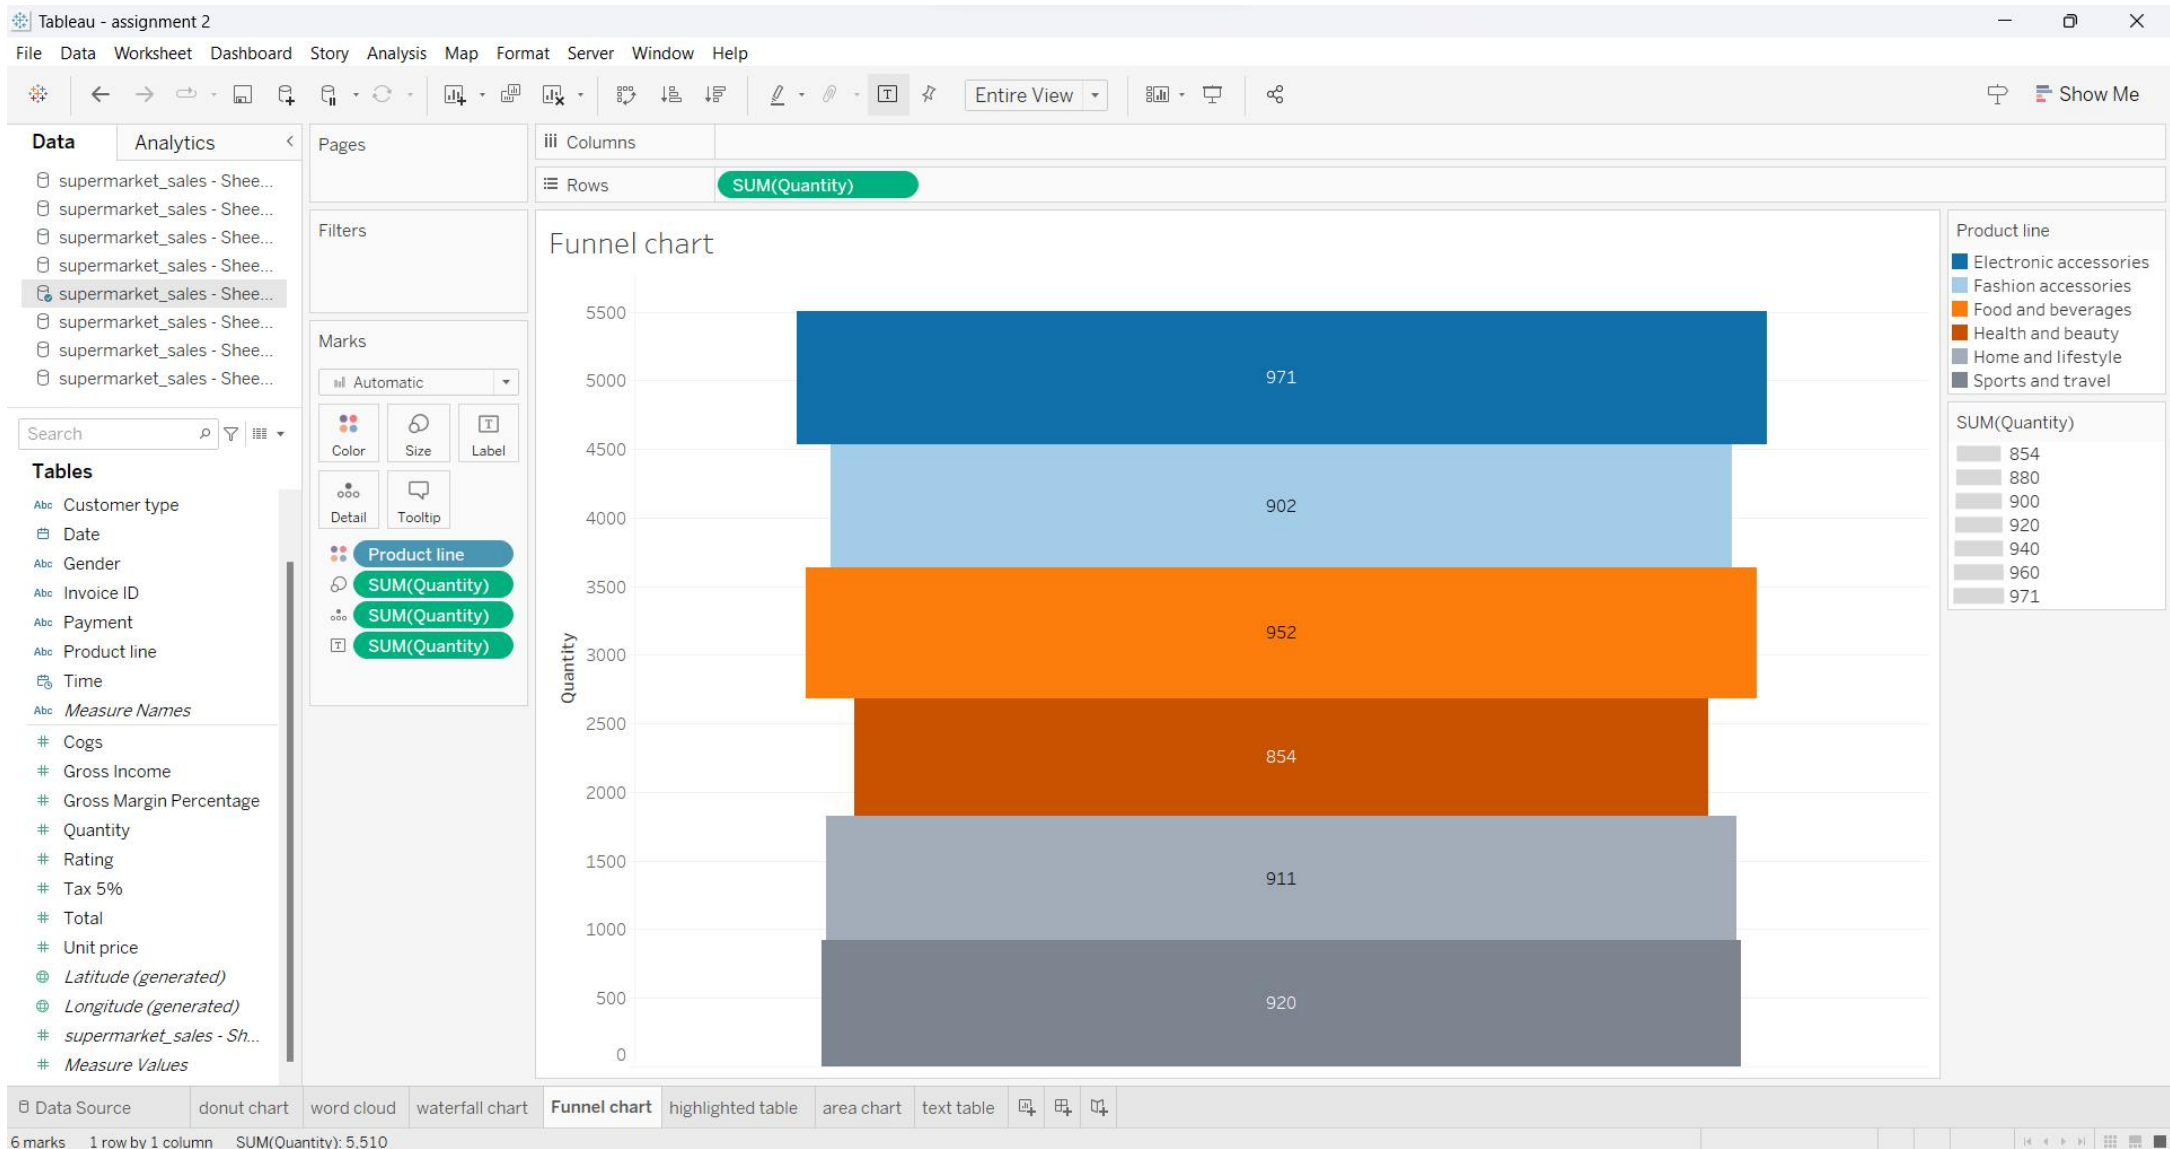 Tableau - assignment 2
File Data Worksheet Dashboard Story Analysis Map Format Server Window Help
Entire View
Show Me
Data
Analytics
supermarket_sales - Shee...
supermarket_sales - Shee...
supermarket_sales - Shee...
supermarket_sales - Shee...
supermarket_sales - Shee...
supermarket_sales - Shee...
supermarket_sales - Shee...
supermarket_sales - Shee...
Search
Tables
Abc Customer type
Date
Abc Gender
Abc Invoice ID
Abc Payment
Abc Product line
Time
Abc Measure Names
# Cogs
# Gross Income
# Gross Margin Percentage
# Quantity
# Rating
# Tax 5%
# Total
# Unit price
Latitude (generated)
Longitude (generated)
# supermarket_sales - Sh...
# Measure Values
Pages
Filters
Marks
Automatic
Color
Size
T
Label
Detail
Tooltip
Product line
SUM(Quantity)
SUM(Quantity)
T SUM(Quantity)
iii Columns
Rows
SUM(Quantity)
Funnel chart
Quantity
5500
5000
4500
4000
3500
3000
2500
2000
1500
1000
500
0
971
902
952
854
911
920
Product line
Electronic accessories
Fashion accessories
Food and beverages
Health and beauty
Home and lifestyle
Sports and travel
SUM(Quantity)
854
880
900
920
940
960
971
Data Source
donut chart
word cloud
waterfall chart
Funnel chart
highlighted table
area chart
text table
6 marks 1 row by 1 column SUM(Quantity): 5,510